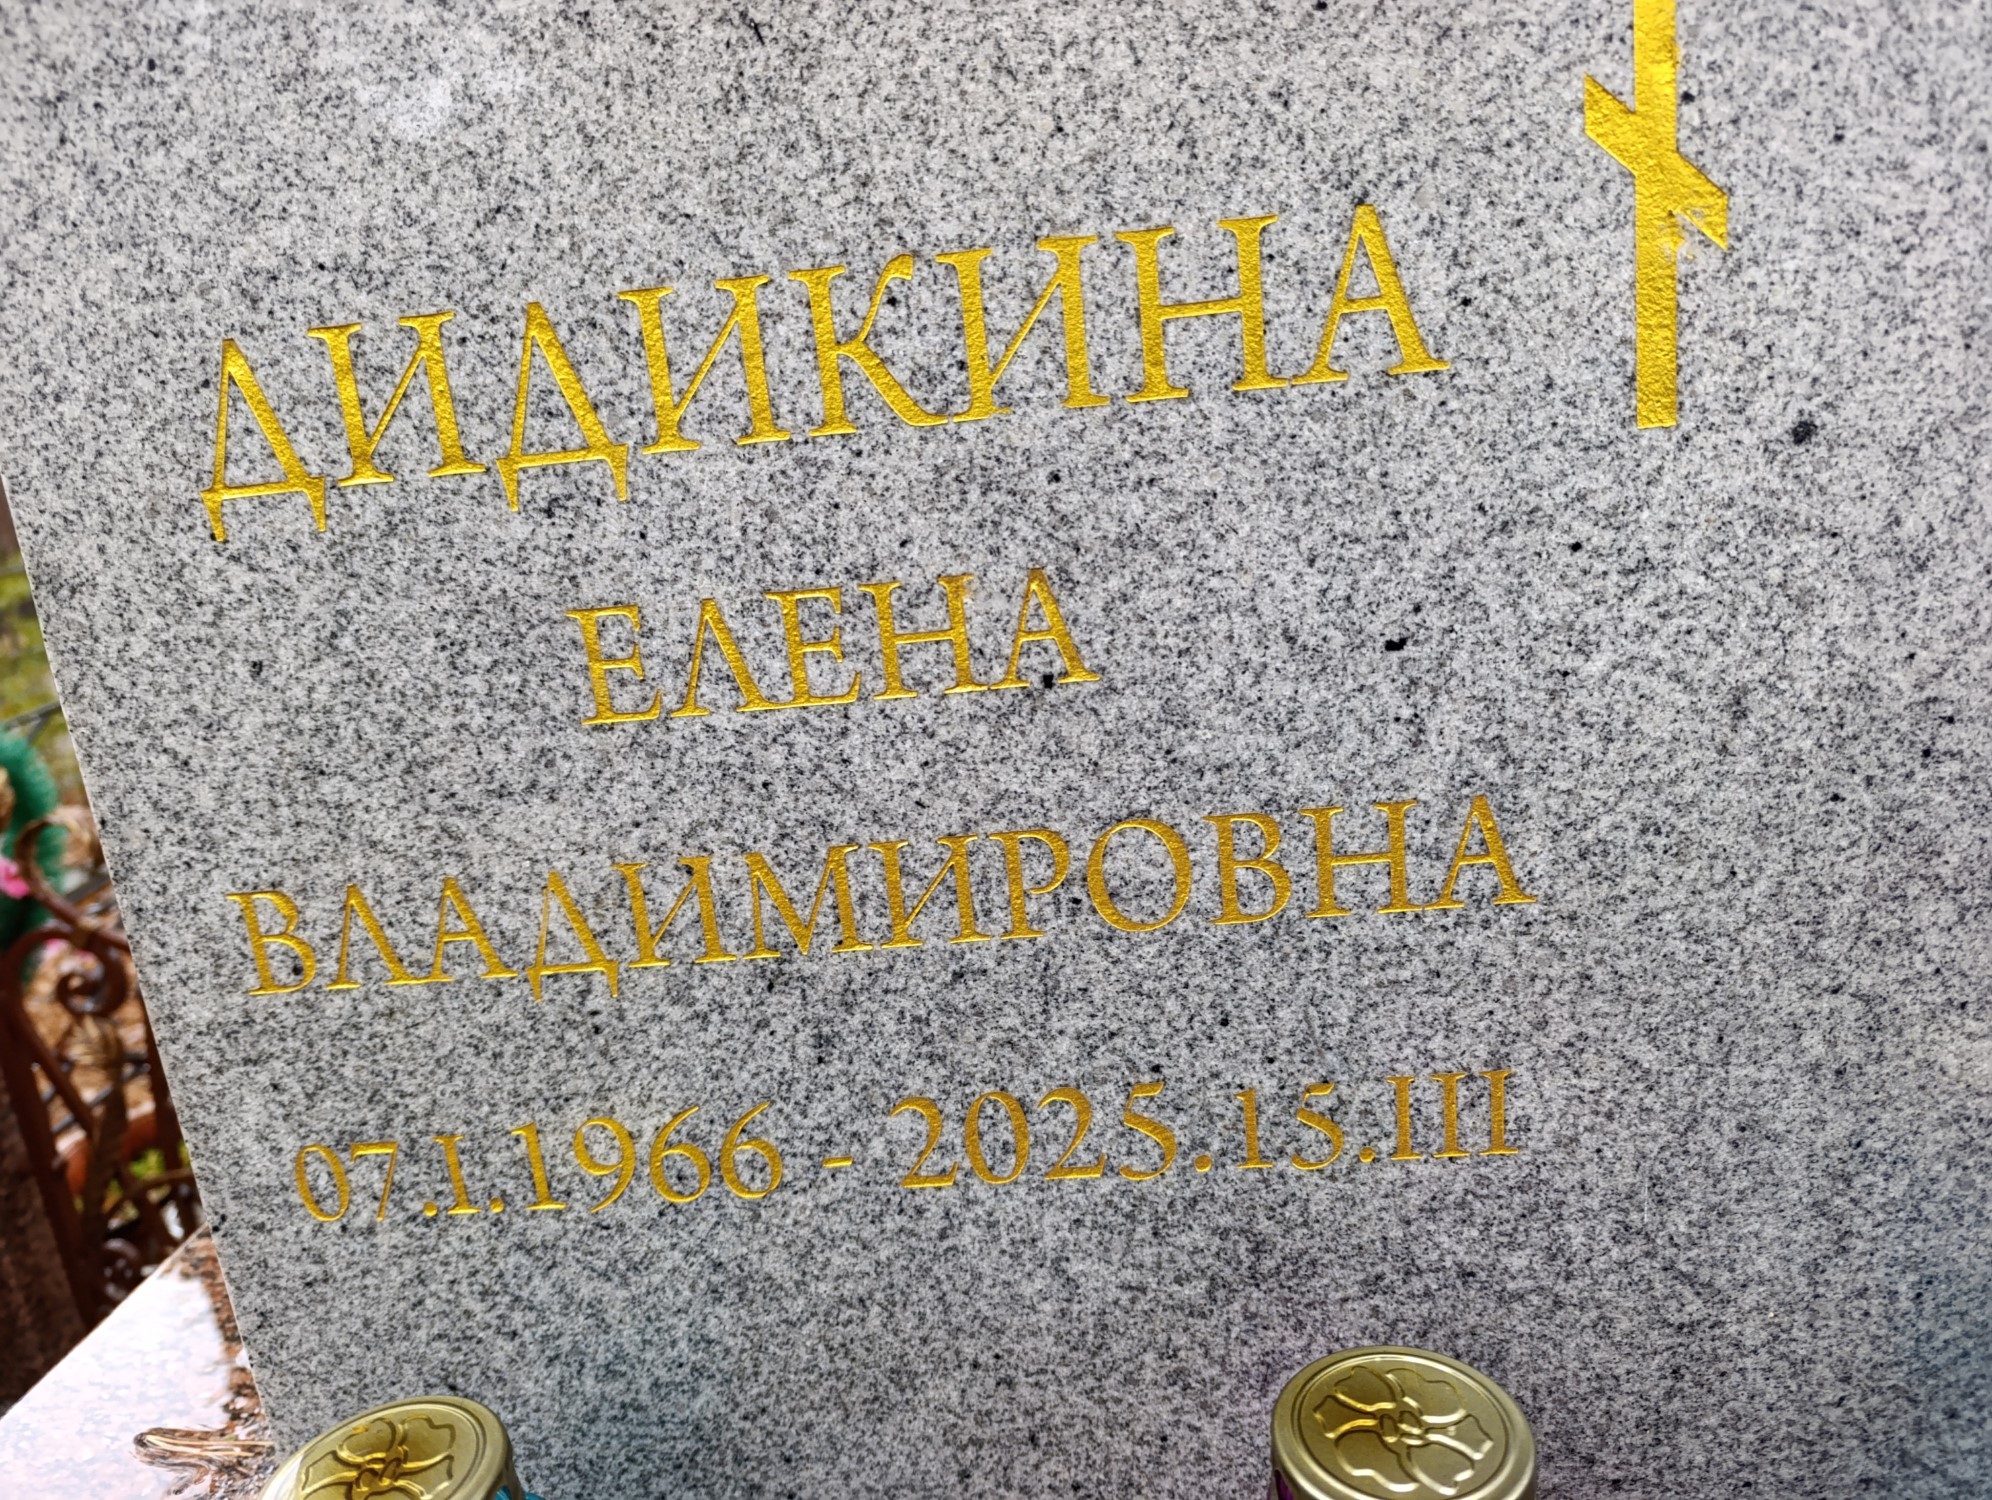 ДИДИКИНА
ЕЛЕНА
ВЛАДИМИРОВНА
07.I.1966 - 2025.15.III